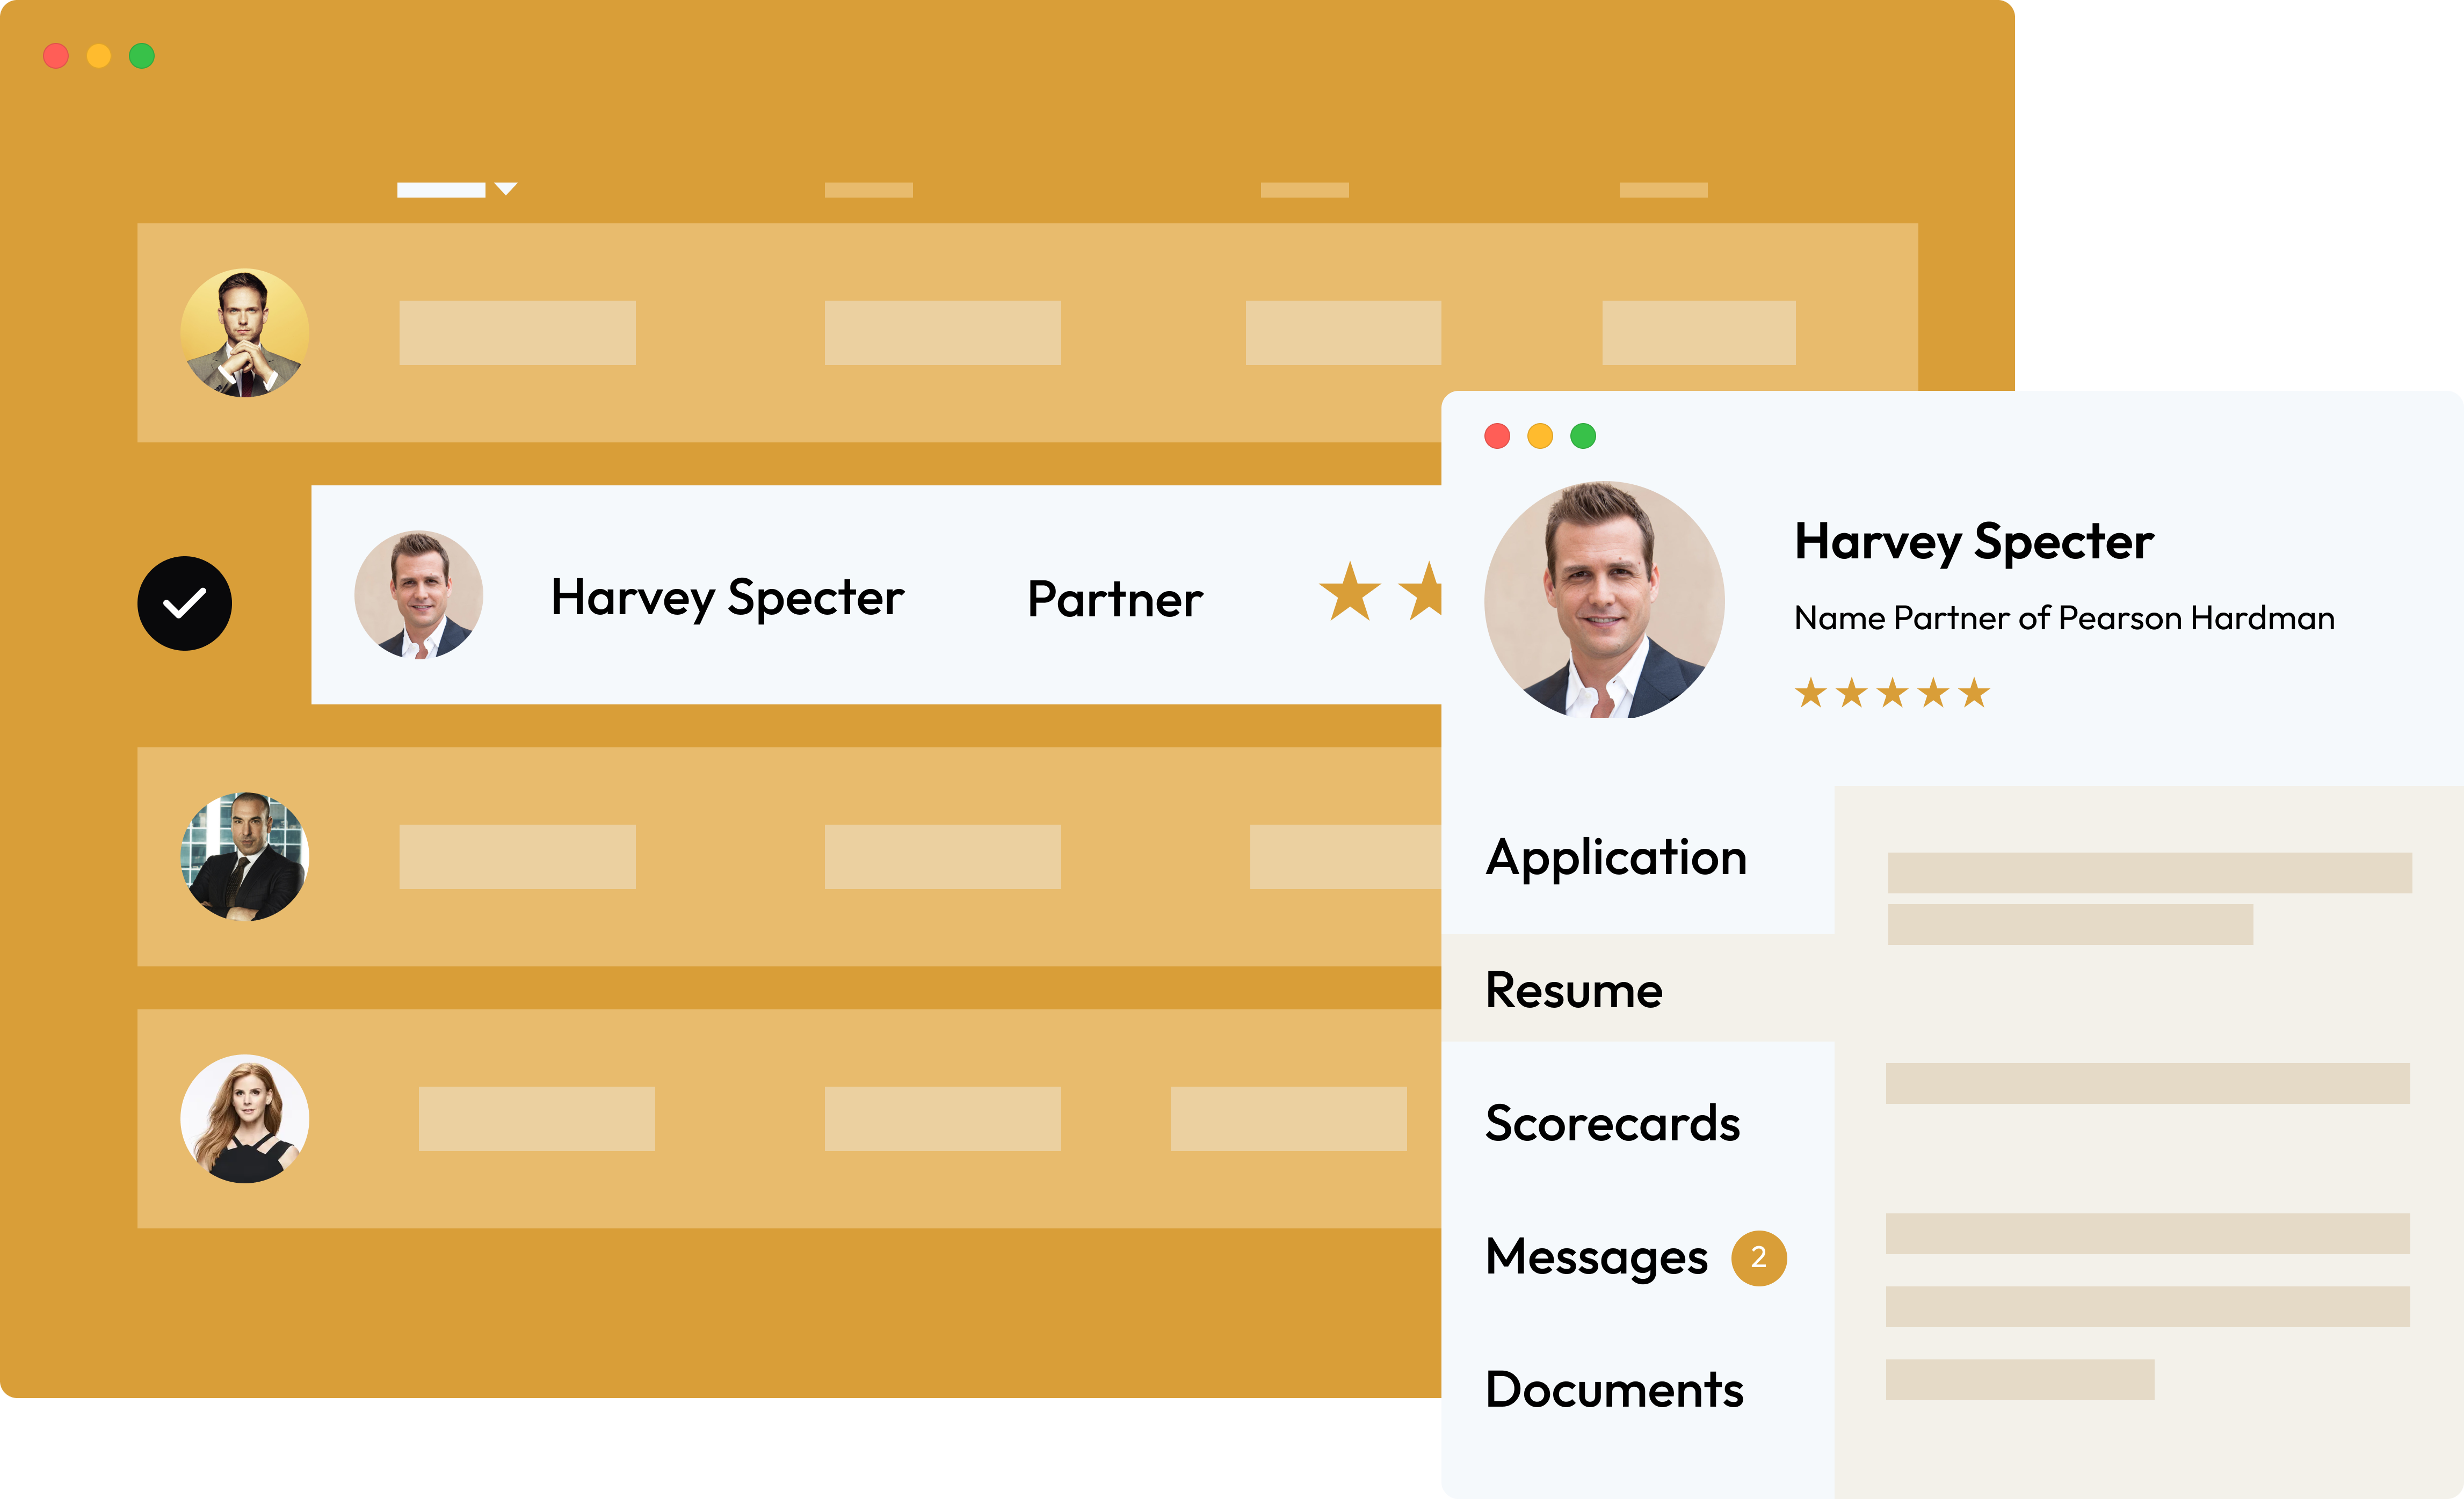 Harvey Specter
Partner
Harvey Specter
Name Partner of Pearson Hardman
Application
Resume
Scorecards
Messages 2
Documents